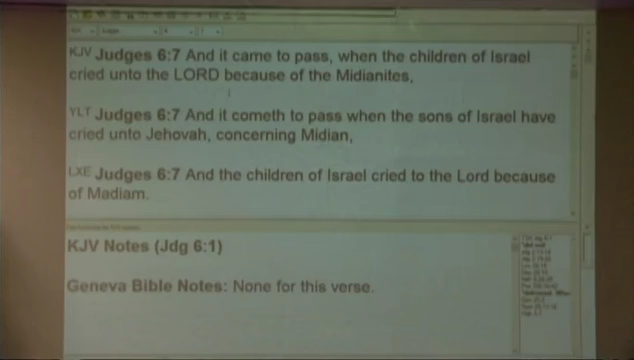 KJV Judges 6:7 And it came to pass, when the children of Israel
cried unto the LORD because of the Midianites,
YLT Judges 6:7 And it cometh to pass when the sons of Israel have
cried unto Jehovah, concerning Midian,
LXE Judges 6:7 And the children of Israel cried to the Lord because
of Madiam.
KJV Notes (Jdg 6:1)
Geneva Bible Notes: None for this verse.